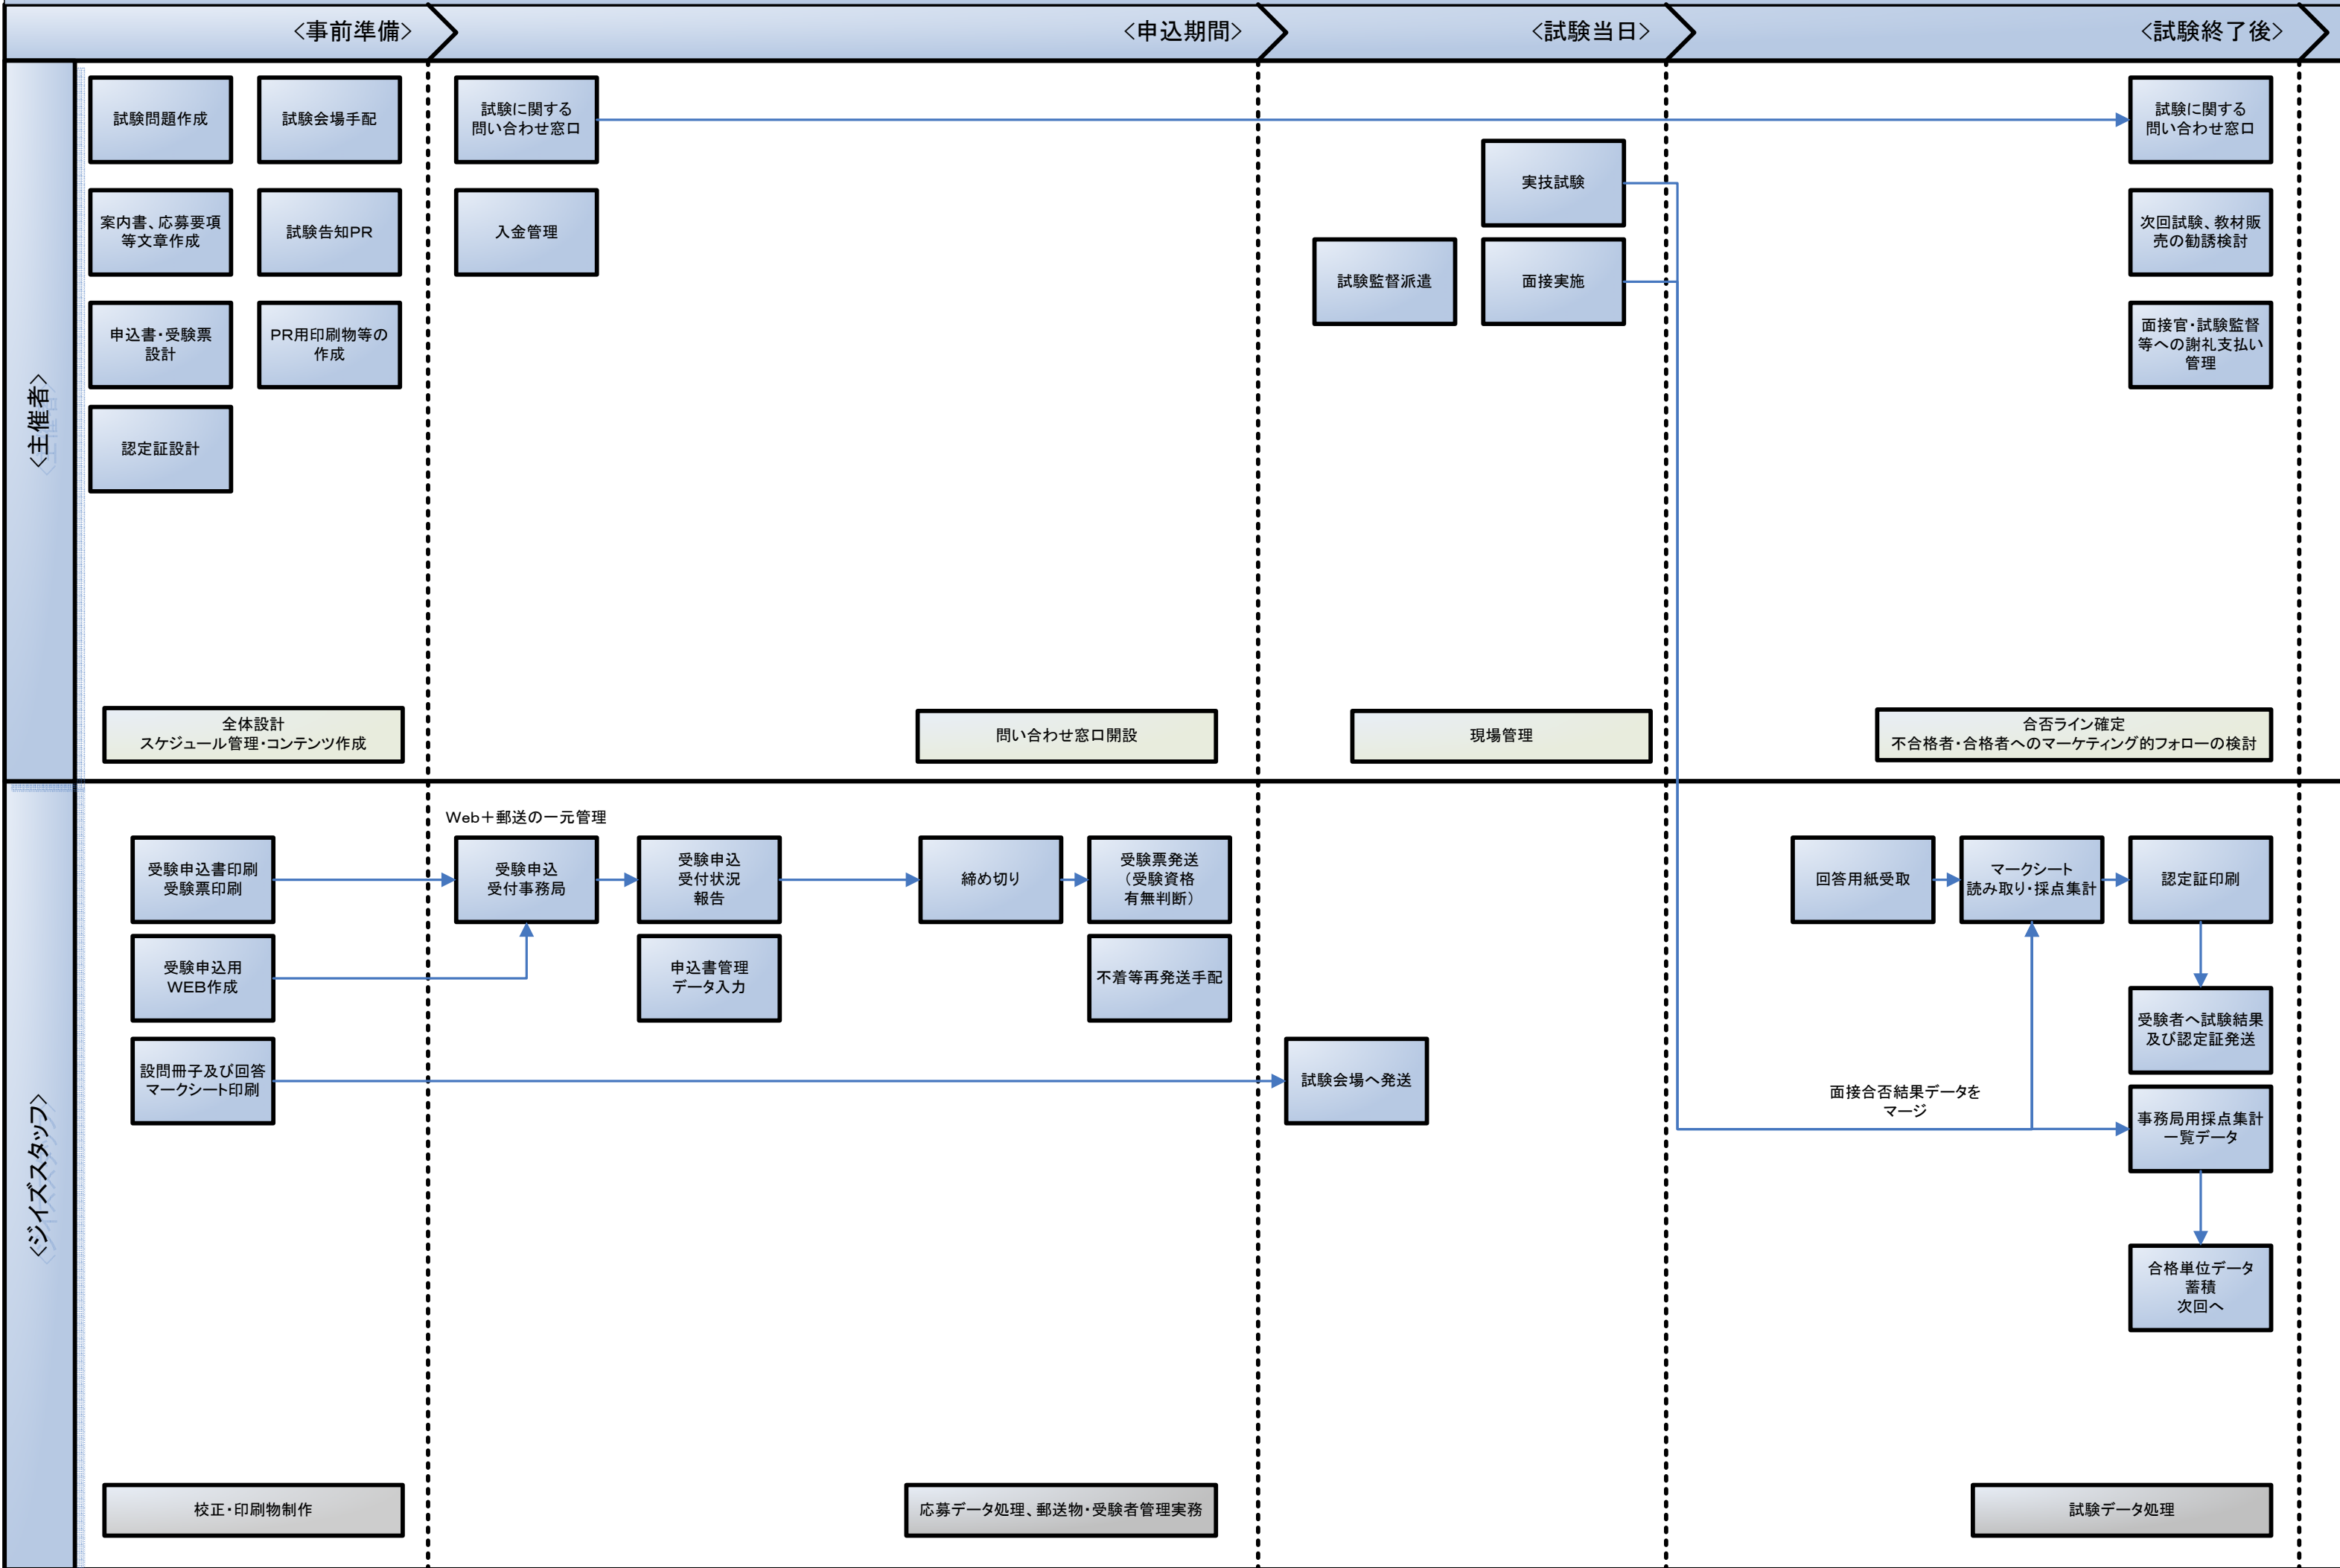 <事前準備>
<申込期間>
<試験当日>
<試験終了後>
<主催者>
試験問題作成
試験会場手配
案内書、応募要項
等文章作成
試験告知PR
申込書・受験票
設計
PR用印刷物等の
作成
認定証設計
試験に関する
問い合わせ窓口
入金管理
実技試験
試験監督派遣
面接実施
試験に関する
問い合わせ窓口
次回試験、教材販
売の勧誘検討
面接官・試験監督
等への謝礼支払い
管理
全体設計
スケジュール管理・コンテンツ作成
問い合わせ窓口開設
現場管理
合否ライン確定
不合格者・合格者へのマーケティング的フォローの検討
<ジイズスタッフ>
受験申込書印刷
受験票印刷
受験申込用
WEB作成
設問冊子及び回答
マークシート印刷
Web+郵送の一元管理
受験申込
受付事務局
受験申込
受付状況
報告
申込書管理
データ入力
締め切り
受験票発送
(受験資格
有無判断)
不着等再発送手配
試験会場へ発送
回答用紙受取
マークシート
読み取り・採点集計
認定証印刷
受験者へ試験結果
及び認定証発送
面接合否結果データを
マージ
事務局用採点集計
一覧データ
合格単位データ
蓄積
次回へ
校正・印刷物制作
応募データ処理、郵送物・受験者管理実務
試験データ処理